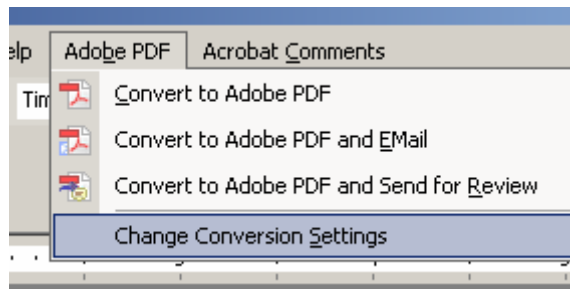 elp Adobe PDF Acrobat Comments
Tim Convert to Adobe PDF
Convert to Adobe PDF and EMail
Convert to Adobe PDF and Send for Review
Change Conversion Settings